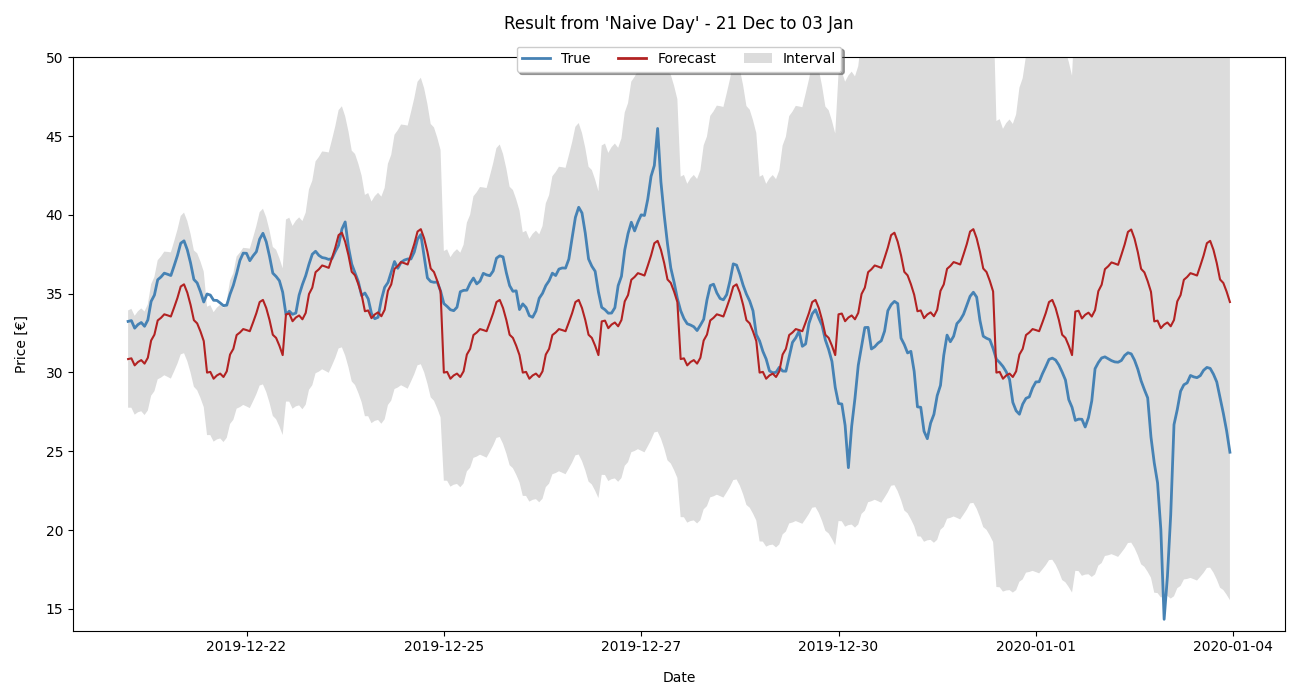 Result from 'Naive Day' - 21 Dec to 03 Jan
True Forecast Interval
50
45
40
35
30
25
20
15
Price [€]
2019-12-22 2019-12-25 2019-12-27 2019-12-30 2020-01-01 2020-01-04
Date